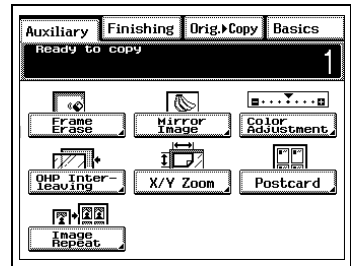 Auxiliary Finishing Orig.▸Copy Basics
Ready to copy
1
Frame Erase
Mirror Image
Color Adjustment
OHP Inter-leaving
X/Y Zoom
Postcard
Image Repeat